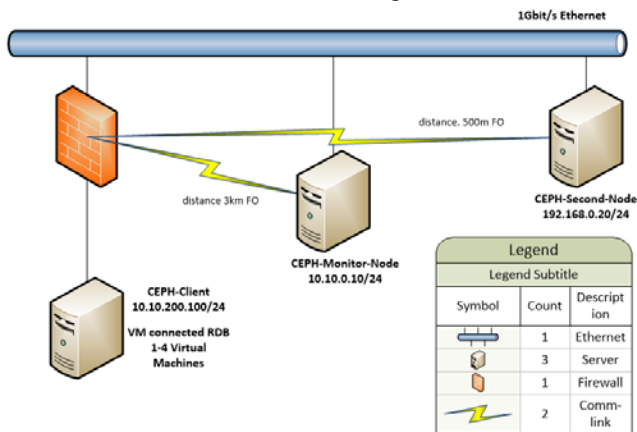 1Gbit/s Ethernet
distance. 500m FO
distance 3km FO
CEPH-Second-Node
192.168.0.20/24
CEPH-Monitor-Node
10.10.0.10/24
CEPH-Client
10.10.200.100/24
VM connected RDB
1-4 Virtual
Machines
Legend
Legend Subtitle
Symbol Count Descript
ion
1 Ethernet
3 Server
1 Firewall
2 Comm-
link